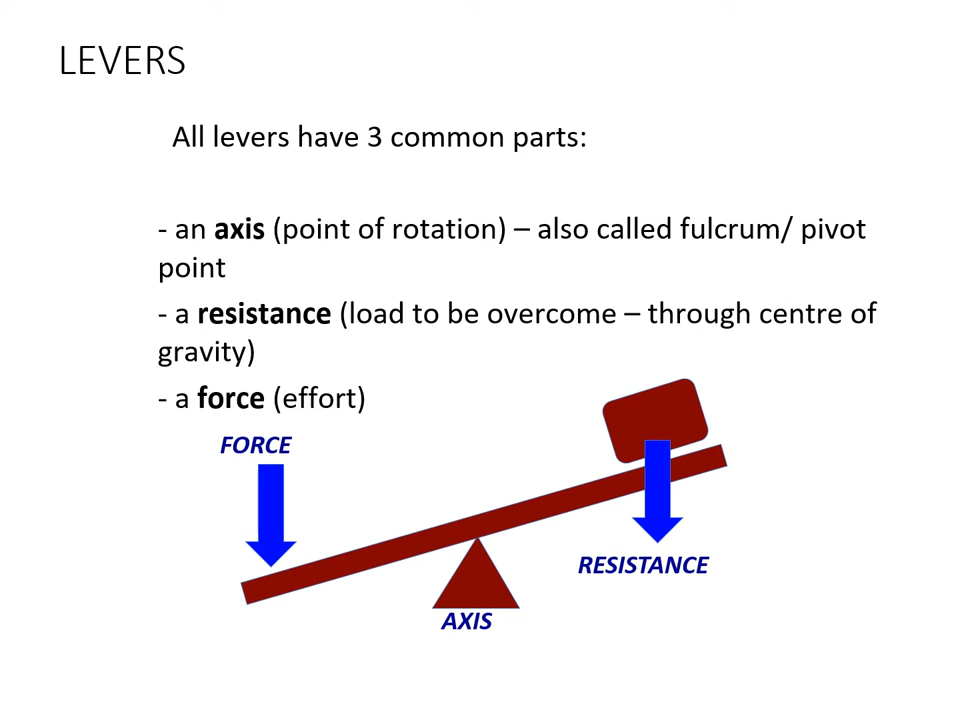 LEVERS
All levers have 3 common parts:
- an axis (point of rotation) – also called fulcrum/ pivot
point
- a resistance (load to be overcome – through centre of
gravity)
- a force (effort)
FORCE
RESISTANCE
AXIS